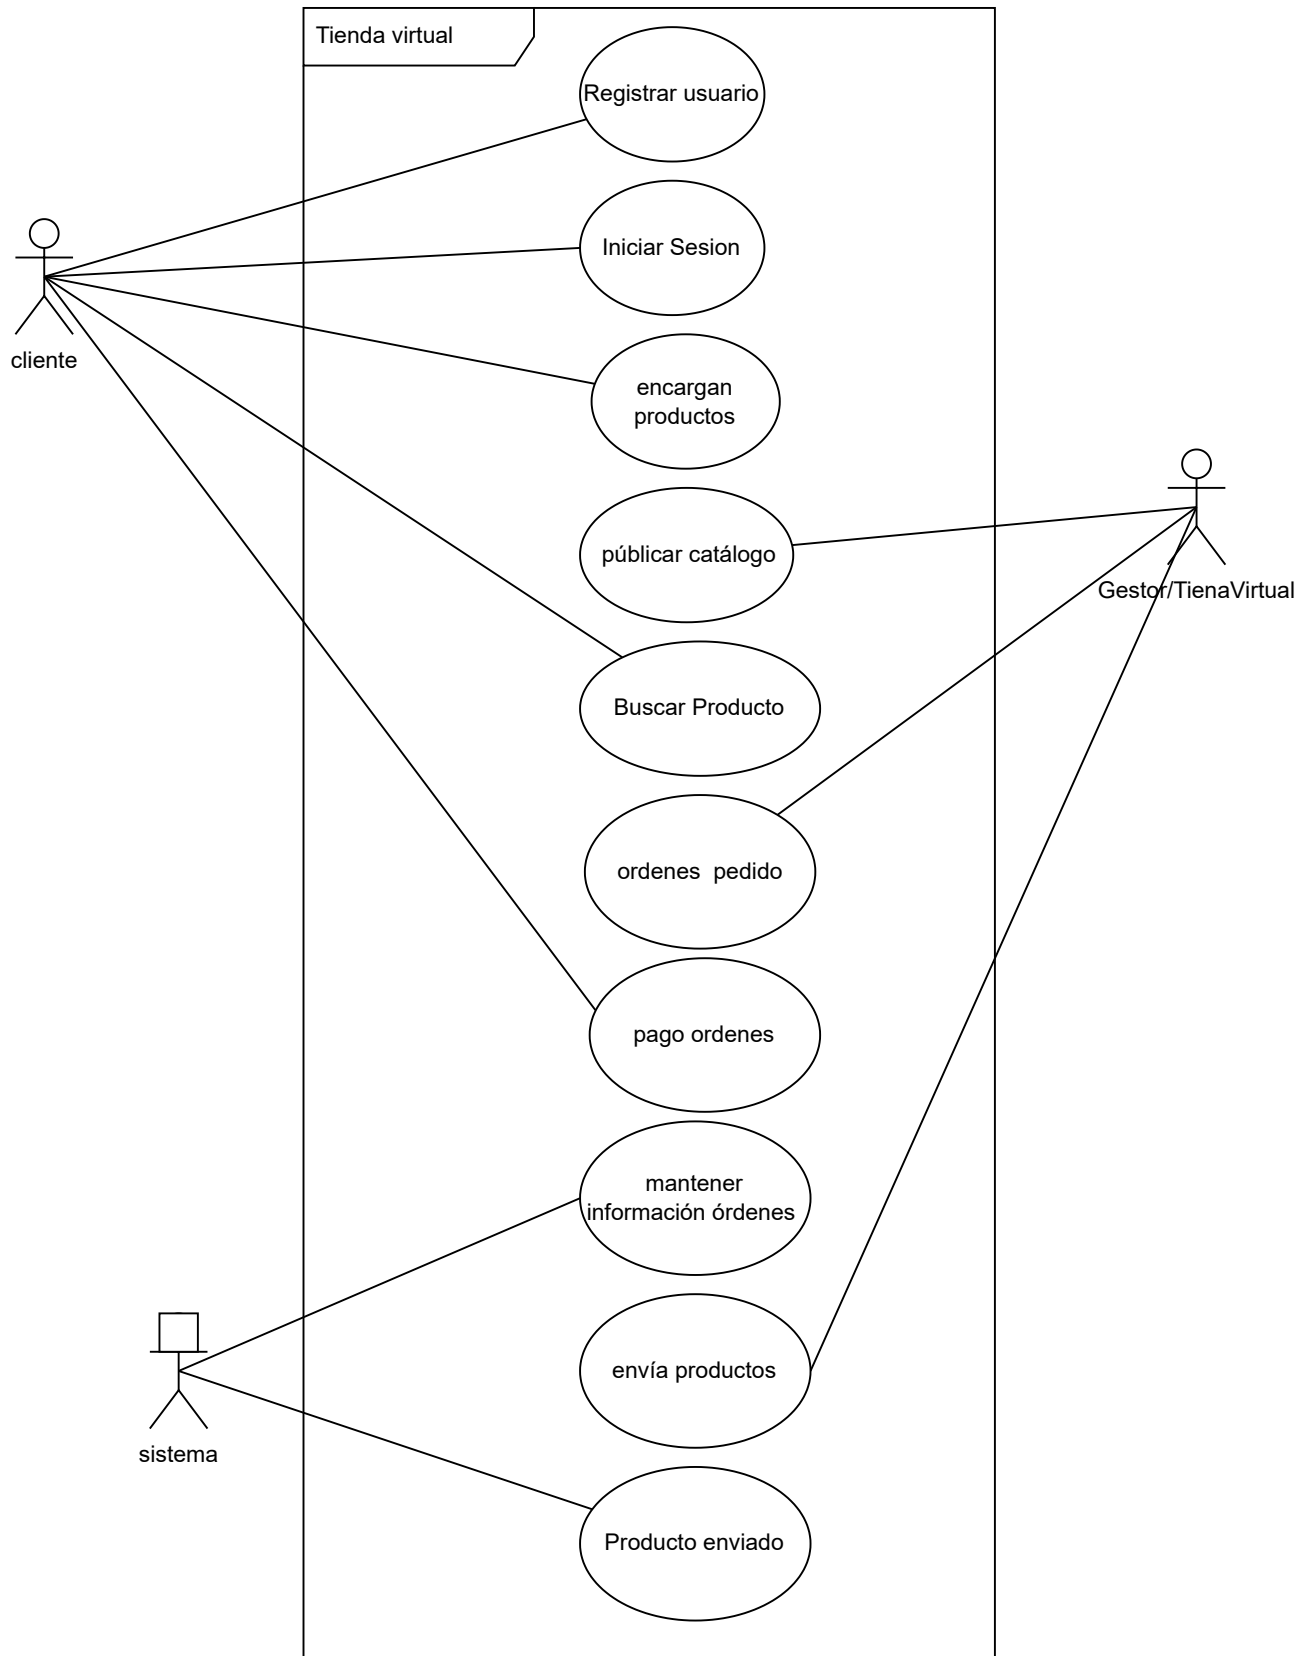 Tienda virtual
Registrar usuario
Iniciar Sesion
cliente
encargan
productos
públicar catálogo
Gestor/TienaVirtual
Buscar Producto
ordenes  pedido
pago ordenes
mantener
información órdenes
envía productos
sistema
Producto enviado